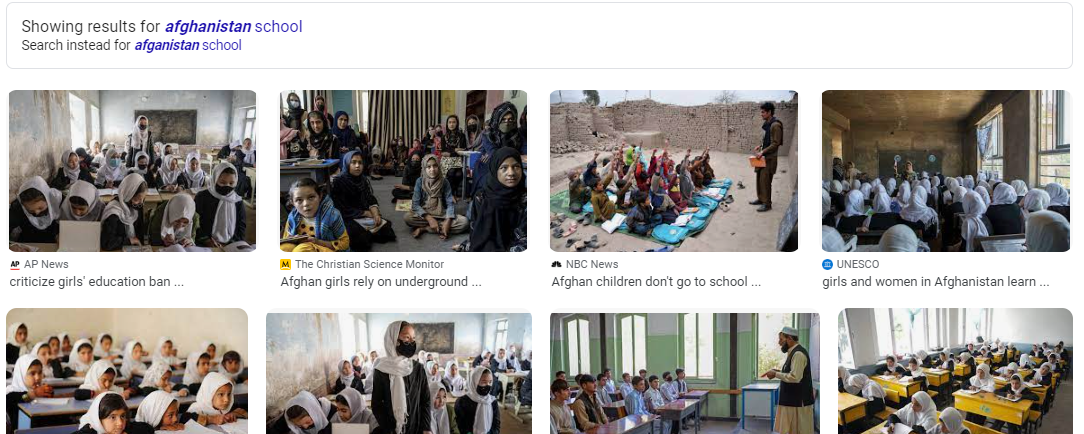 Showing results for afghanistan school
Search instead for afganistan school
AP AP News
criticize girls' education ban ...
M The Christian Science Monitor
Afghan girls rely on underground ...
NBC News
Afghan children don't go to school ...
UNESCO
girls and women in Afghanistan learn ...